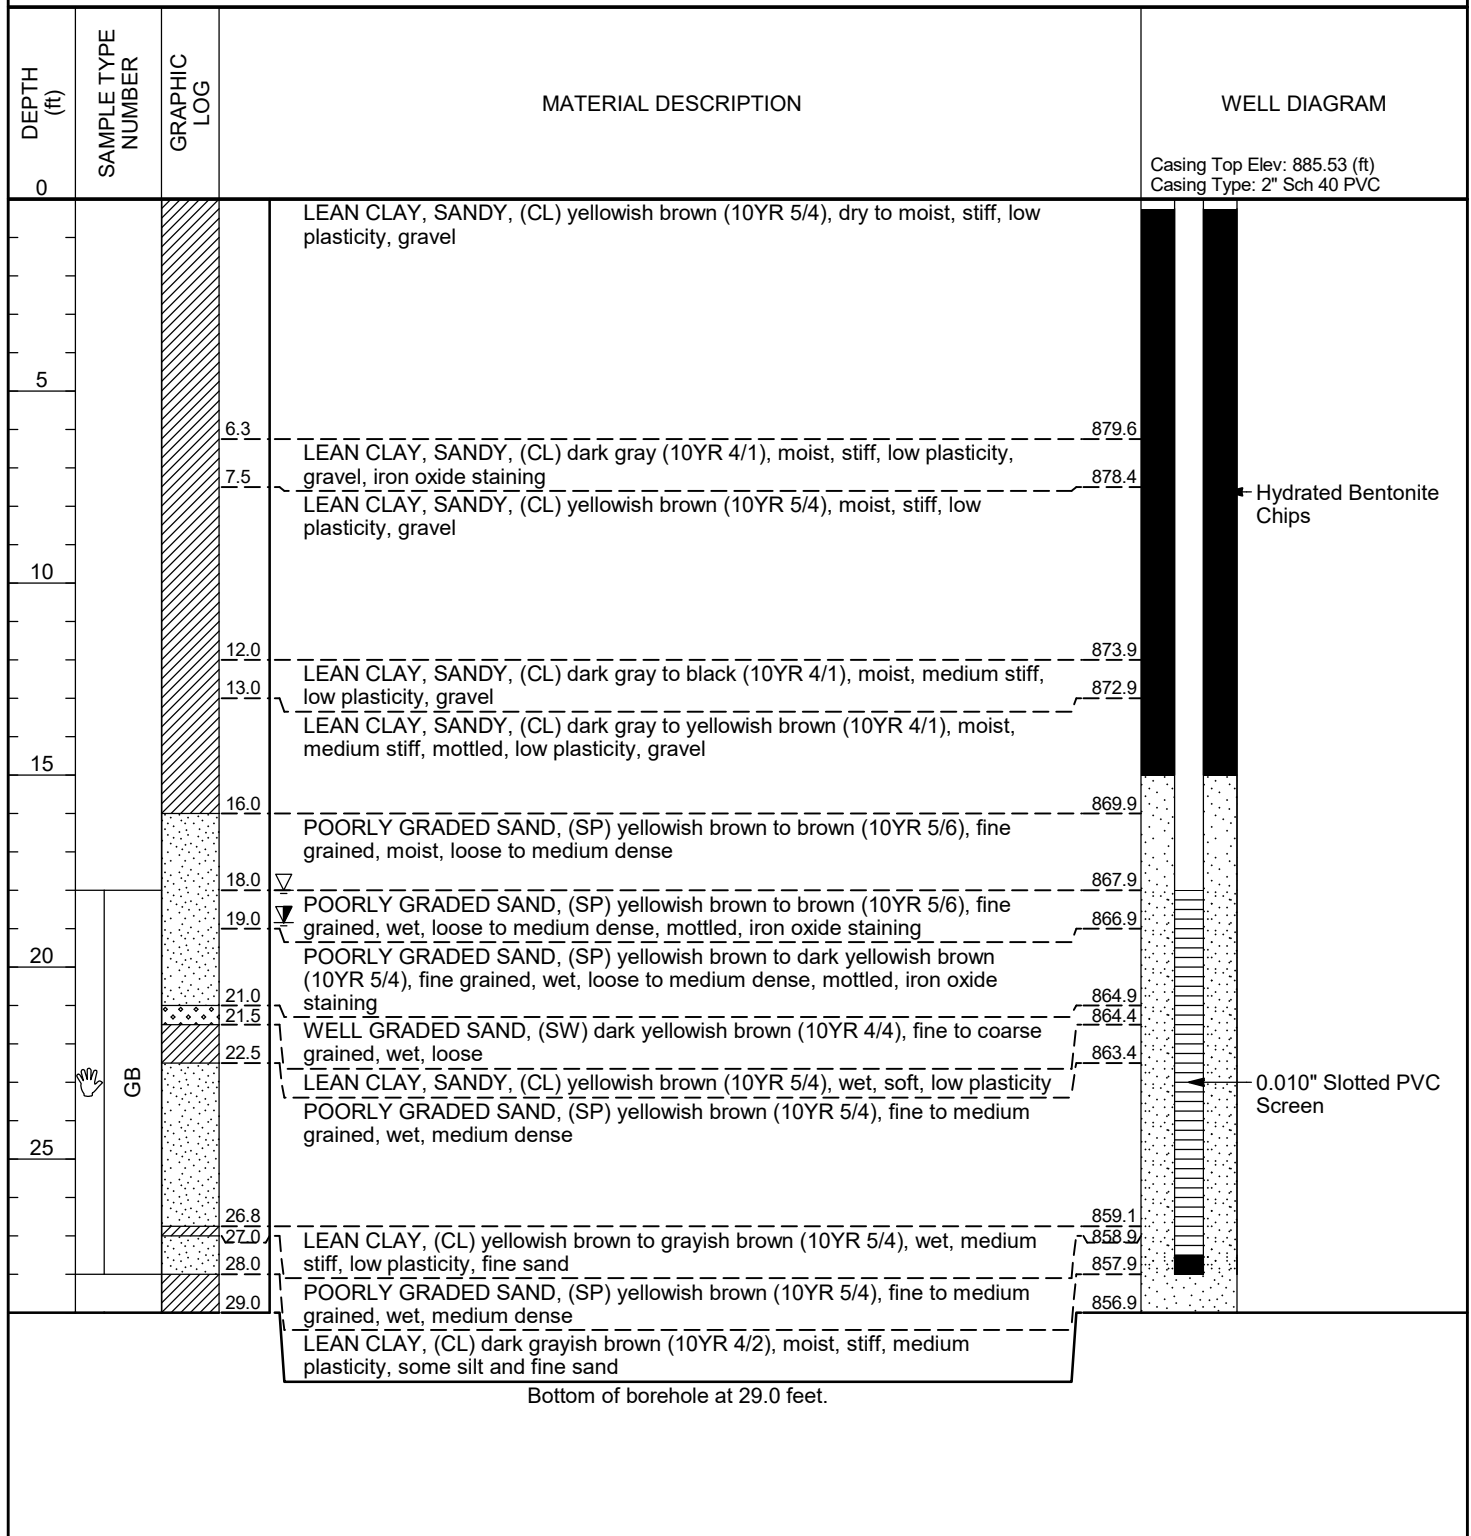 DEPTH
(ft)
SAMPLE TYPE
NUMBER
GRAPHIC
LOG
MATERIAL DESCRIPTION
WELL DIAGRAM
Casing Top Elev: 885.53 (ft)
Casing Type: 2" Sch 40 PVC
0
LEAN CLAY, SANDY, (CL) yellowish brown (10YR 5/4), dry to moist, stiff, low
plasticity, gravel
5
6.3
879.6
LEAN CLAY, SANDY, (CL) dark gray (10YR 4/1), moist, stiff, low plasticity,
gravel, iron oxide staining
7.5
878.4
LEAN CLAY, SANDY, (CL) yellowish brown (10YR 5/4), moist, stiff, low
plasticity, gravel
Hydrated Bentonite
Chips
10
12.0
873.9
LEAN CLAY, SANDY, (CL) dark gray to black (10YR 4/1), moist, medium stiff,
low plasticity, gravel
13.0
872.9
LEAN CLAY, SANDY, (CL) dark gray to yellowish brown (10YR 4/1), moist,
medium stiff, mottled, low plasticity, gravel
15
16.0
869.9
POORLY GRADED SAND, (SP) yellowish brown to brown (10YR 5/6), fine
grained, moist, loose to medium dense
18.0
867.9
POORLY GRADED SAND, (SP) yellowish brown to brown (10YR 5/6), fine
grained, wet, loose to medium dense, mottled, iron oxide staining
19.0
866.9
POORLY GRADED SAND, (SP) yellowish brown to dark yellowish brown
(10YR 5/4), fine grained, wet, loose to medium dense, mottled, iron oxide
staining
20
21.0
864.9
21.5
864.4
WELL GRADED SAND, (SW) dark yellowish brown (10YR 4/4), fine to coarse
grained, wet, loose
22.5
863.4
LEAN CLAY, SANDY, (CL) yellowish brown (10YR 5/4), wet, soft, low plasticity
GB
0.010" Slotted PVC
Screen
POORLY GRADED SAND, (SP) yellowish brown (10YR 5/4), fine to medium
grained, wet, medium dense
25
26.8
859.1
27.0
858.9
LEAN CLAY, (CL) yellowish brown to grayish brown (10YR 5/4), wet, medium
stiff, low plasticity, fine sand
28.0
857.9
POORLY GRADED SAND, (SP) yellowish brown (10YR 5/4), fine to medium
grained, wet, medium dense
29.0
856.9
LEAN CLAY, (CL) dark grayish brown (10YR 4/2), moist, stiff, medium
plasticity, some silt and fine sand
Bottom of borehole at 29.0 feet.